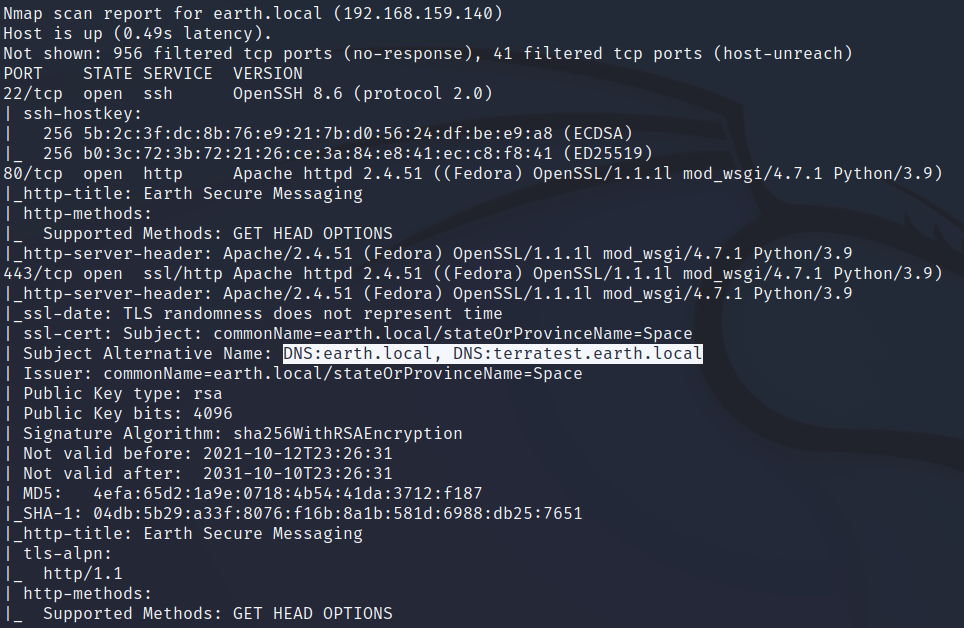 Nmap scan report for earth.local (192.168.159.140)
Host is up (0.49s latency).
Not shown: 956 filtered tcp ports (no-response), 41 filtered tcp ports (host-unreach)
PORT    STATE SERVICE  VERSION
22/tcp  open  ssh      OpenSSH 8.6 (protocol 2.0)
| ssh-hostkey:
|   256 5b:2c:3f:dc:8b:76:e9:21:7b:d0:56:24:df:be:e9:a8 (ECDSA)
|_  256 b0:3c:72:3b:72:21:26:ce:3a:84:e8:41:ec:c8:f8:41 (ED25519)
80/tcp  open  http     Apache httpd 2.4.51 ((Fedora) OpenSSL/1.1.1l mod_wsgi/4.7.1 Python/3.9)
|_http-title: Earth Secure Messaging
| http-methods:
|_  Supported Methods: GET HEAD OPTIONS
|_http-server-header: Apache/2.4.51 (Fedora) OpenSSL/1.1.1l mod_wsgi/4.7.1 Python/3.9
443/tcp open  ssl/http Apache httpd 2.4.51 ((Fedora) OpenSSL/1.1.1l mod_wsgi/4.7.1 Python/3.9)
|_http-server-header: Apache/2.4.51 (Fedora) OpenSSL/1.1.1l mod_wsgi/4.7.1 Python/3.9
|_ssl-date: TLS randomness does not represent time
| ssl-cert: Subject: commonName=earth.local/stateOrProvinceName=Space
| Subject Alternative Name: DNS:earth.local, DNS:terratest.earth.local
| Issuer: commonName=earth.local/stateOrProvinceName=Space
| Public Key type: rsa
| Public Key bits: 4096
| Signature Algorithm: sha256WithRSAEncryption
| Not valid before: 2021-10-12T23:26:31
| Not valid after:  2031-10-10T23:26:31
| MD5:   4efa:65d2:1a9e:0718:4b54:41da:3712:f187
|_SHA-1: 04db:5b29:a33f:8076:f16b:8a1b:581d:6988:db25:7651
|_http-title: Earth Secure Messaging
| tls-alpn:
|_  http/1.1
| http-methods:
|_  Supported Methods: GET HEAD OPTIONS